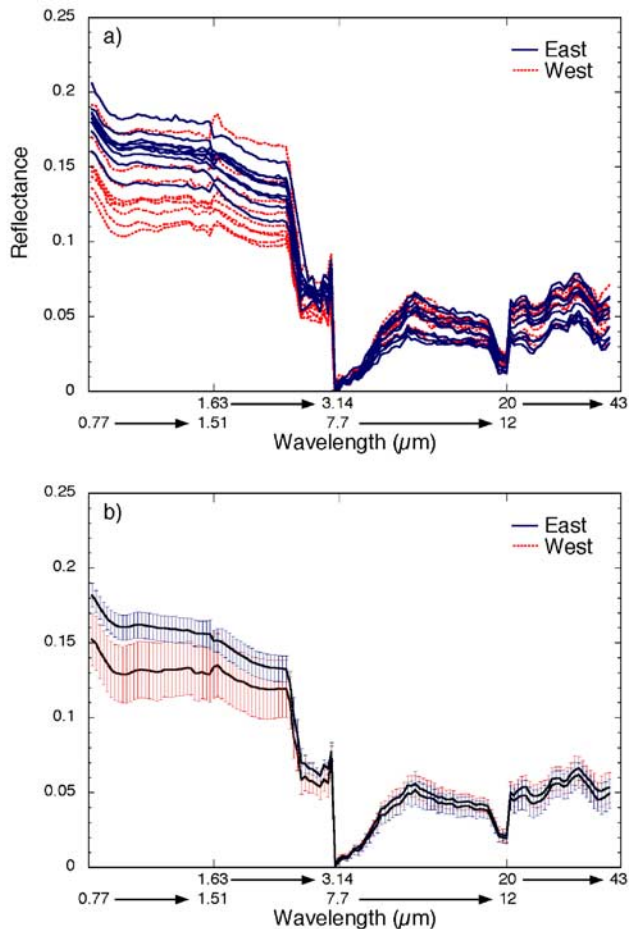 0.25
a)
East
West
0.2
0.15
Reflectance
0.1
0.05
0
1.63 3.14 20 43
0.77 1.51 7.7 12
Wavelength (µm)
0.25
b)
East
West
0.2
0.15
0.1
0.05
0
1.63 3.14 20 43
0.77 1.51 7.7 12
Wavelength (µm)